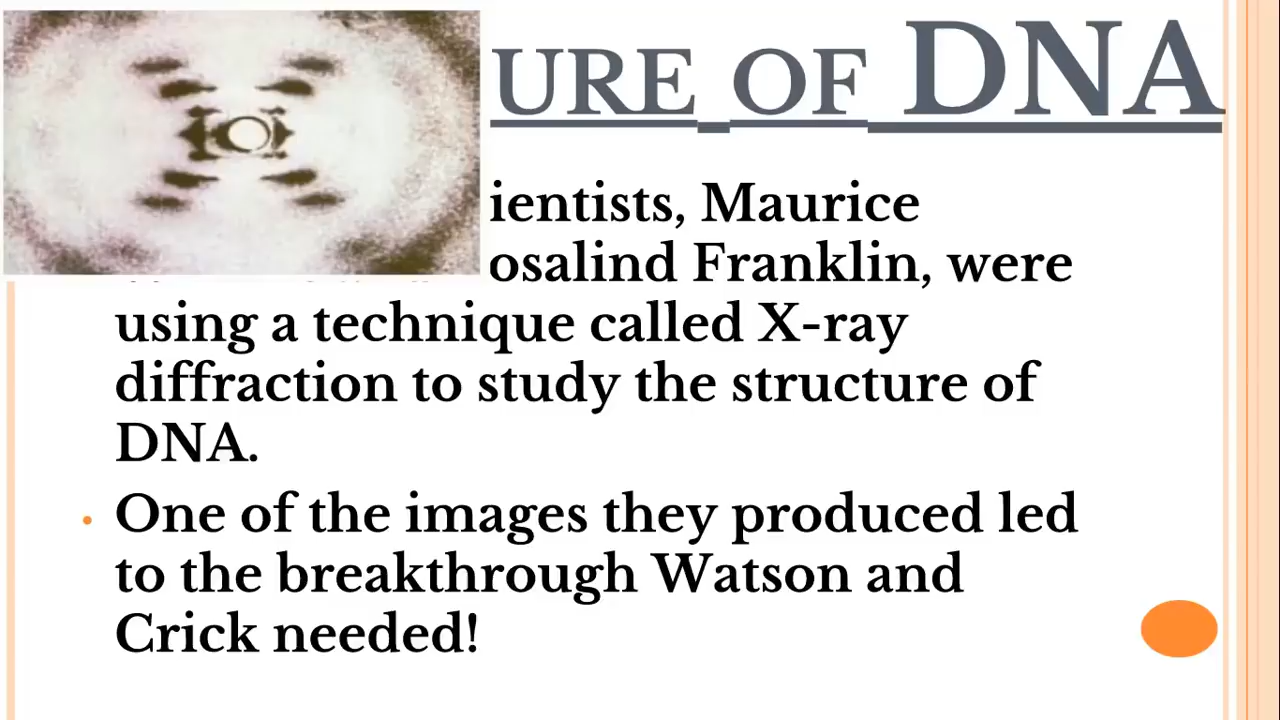 URE OF DNA
ientists, Maurice
osalind Franklin, were
using a technique called X-ray
diffraction to study the structure of
DNA.
• One of the images they produced led
to the breakthrough Watson and
Crick needed!